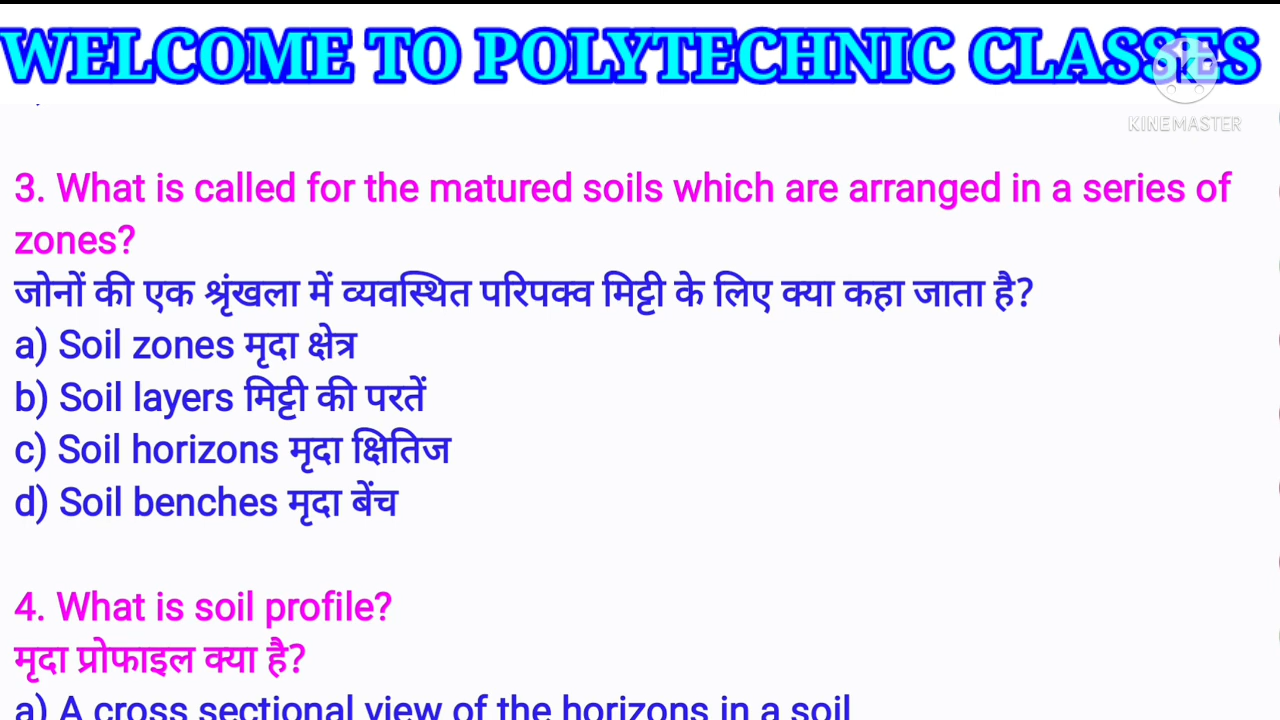 WELCOME TO POLYTECHNIC CLASSES
KINEMASTER
3. What is called for the matured soils which are arranged in a series of
zones?
जोनों की एक श्रृंखला में व्यवस्थित परिपक्व मिट्टी के लिए क्या कहा जाता है?
a) Soil zones मृदा क्षेत्र
b) Soil layers मिट्टी की परतें
c) Soil horizons मृदा क्षितिज
d) Soil benches मृदा बेंच
4. What is soil profile?
मृदा प्रोफाइल क्या है?
a) A cross sectional view of the horizons in a soil